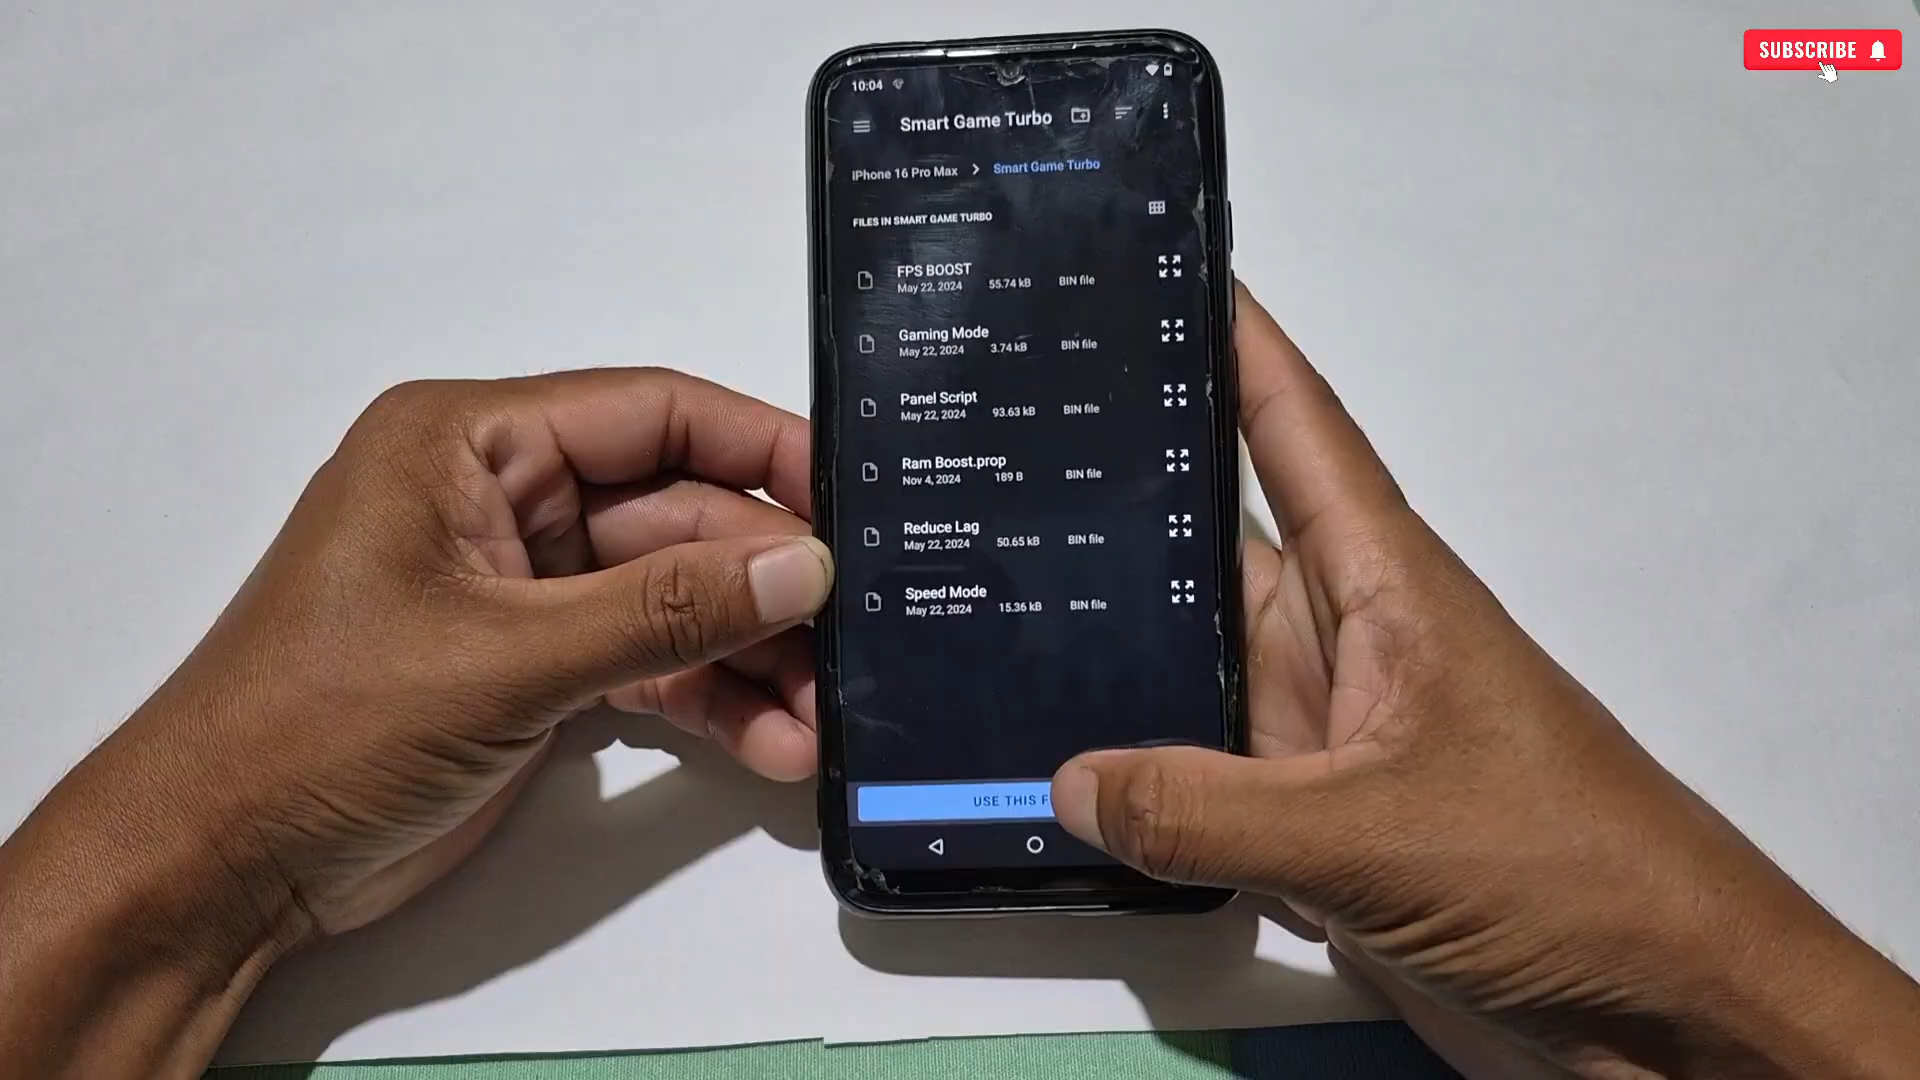 SUBSCRIBE
10:04
Smart Game Turbo
IPhone 16 Pro Max > Smart Game Turbo
FILES IN SMART GAME TURBO
FPS BOOST
May 22, 2024 55.74 kB BIN file
Gaming Mode
May 22, 2024 3.74 kB BIN file
Panel Script
May 22, 2024 93.63 kB BIN file
Ram Boost.prop
Nov 4, 2024 189 B BIN file
Reduce Lag
May 22, 2024 50.65 kB BIN file
Speed Mode
May 22, 2024 15.36 kB BIN file
USE THIS F